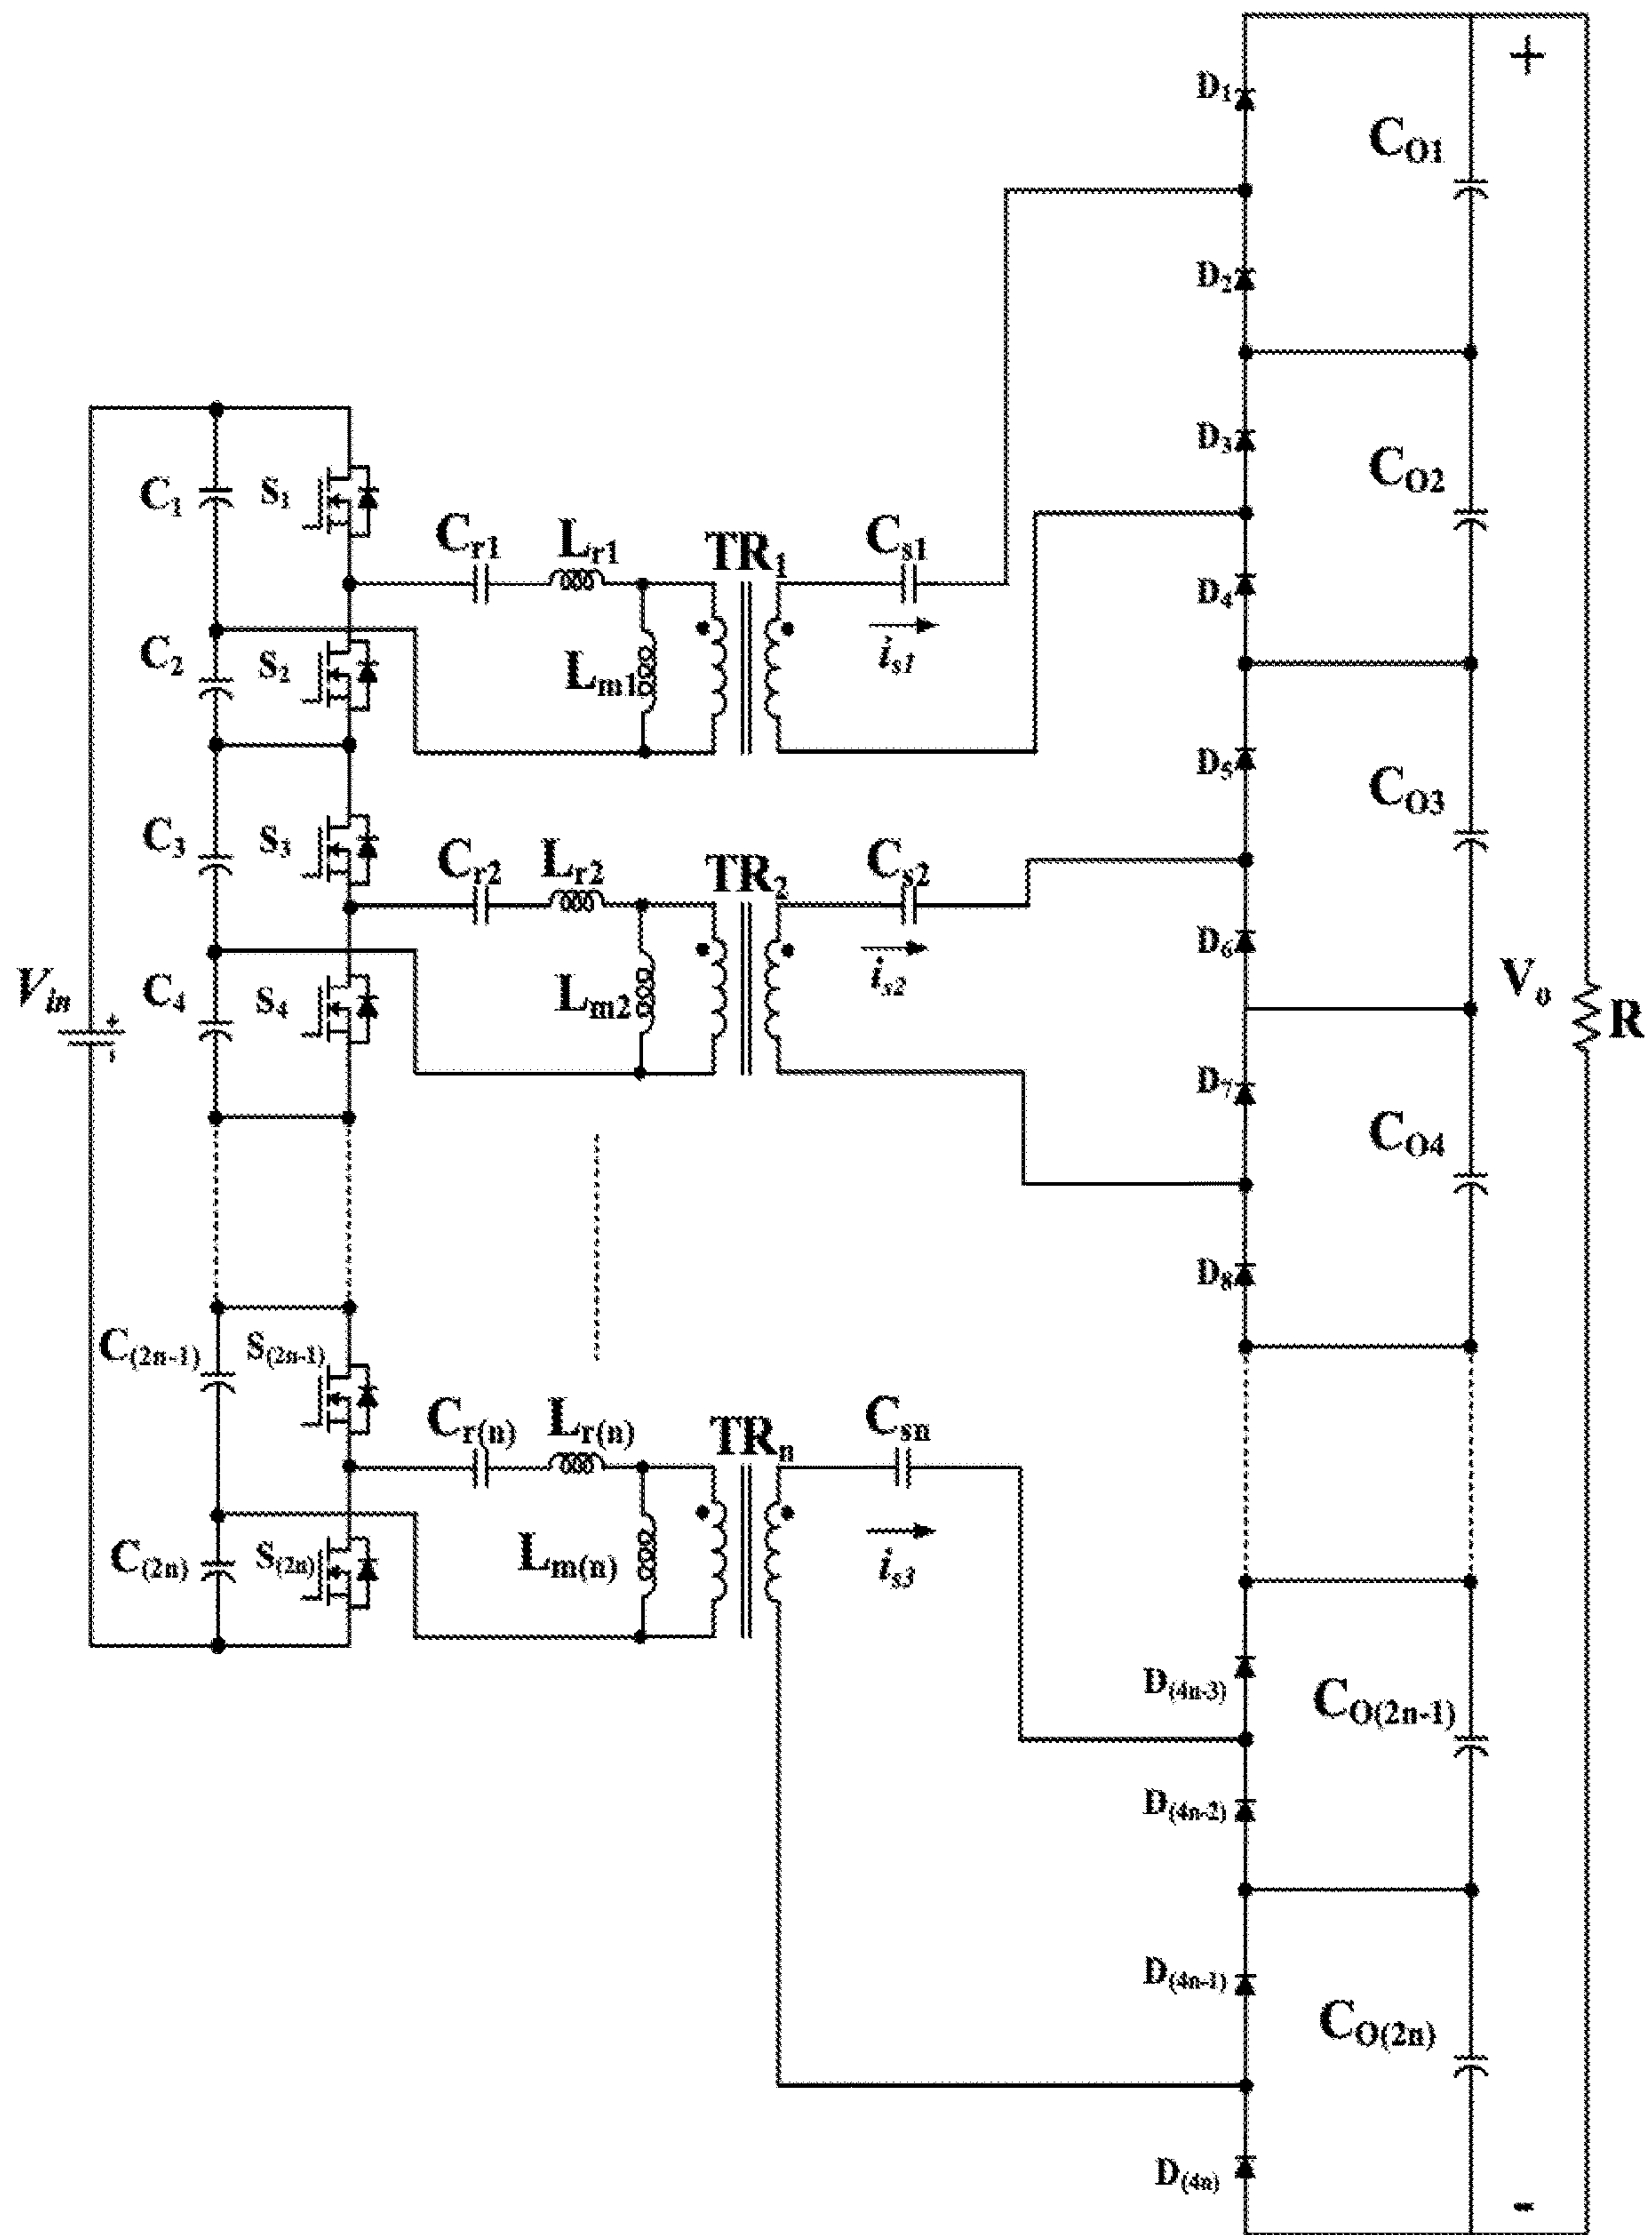 D1
+
CO1
D2
D3
CO2
C1
S1
Cr1
Lr1
TR1
Cs1
D4
C2
S2
Lm1
is1
D5
CO3
C3
S3
Cr2
Lr2
TR2
Cs2
D6
Vin
+
-
C4
S4
Lm2
is2
Vo
R
D7
CO4
D8
C(2n-1)
S(2n-1)
Cr(n)
Lr(n)
TRn
Csn
C(2n)
S(2n)
Lm(n)
is3
D(4n-3)
CO(2n-1)
D(4n-2)
D(4n-1)
CO(2n)
D(4n)
-